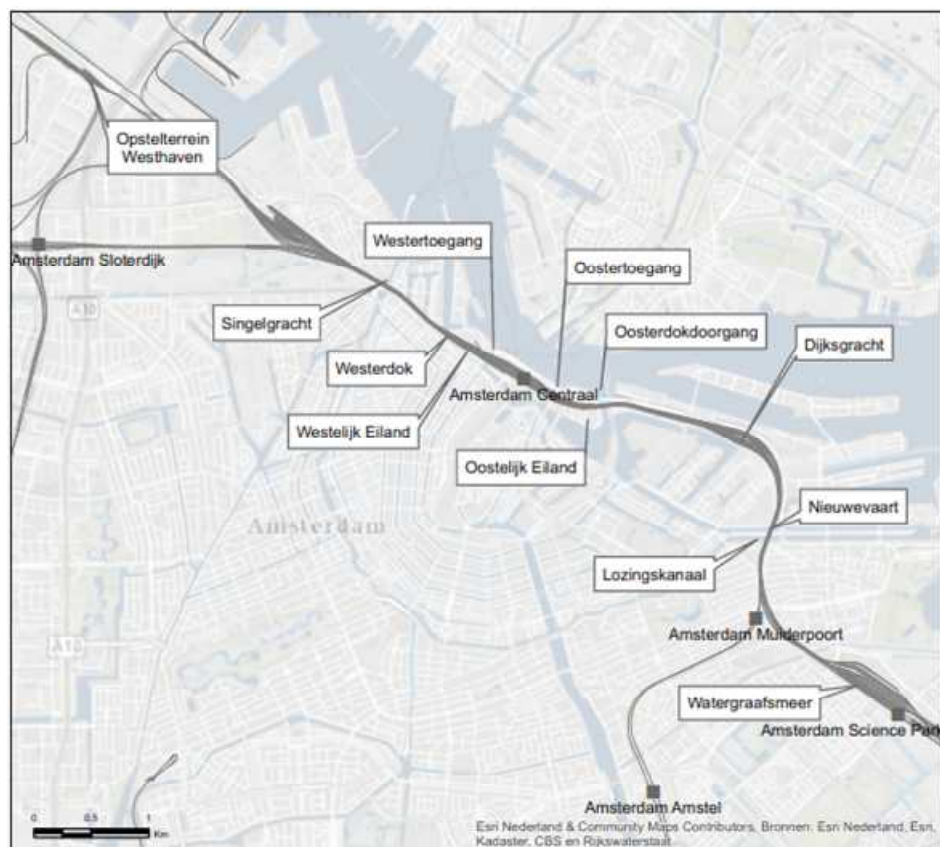 Opstelterrein
Westhaven
Westertoegang
Amsterdam Sloterdijk
Oostertoegang
A10
Singelgracht
Oosterdokdoorgang
Dijksgracht
Westerdok
Amsterdam Centraal
Westelijk Eiland
Oostelijk Eiland
Nieuwevaart
Amsterdam
Lozingskanaal
Amsterdam Muiderpoort
A10
Watergraafsmeer
Amsterdam Science Park
Amsterdam Amstel
0 0.5 1
Km
Esri Nederland & Community Maps Contributors, Bronnen: Esri Nederland, Esri,
Kadaster, CBS en Rijkswaterstaat